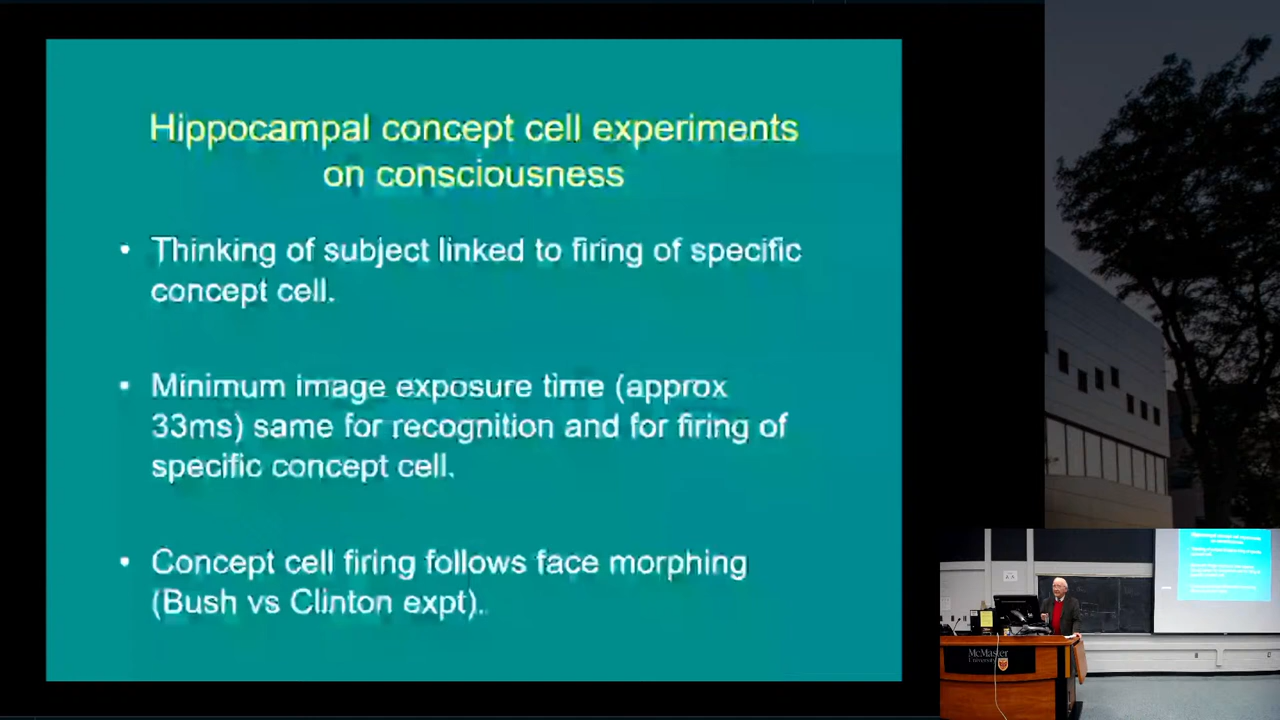 Hippocampal concept cell experiments
on consciousness
• Thinking of subject linked to firing of specific
concept cell.
• Minimum image exposure time (approx
33ms) same for recognition and for firing of
specific concept cell.
• Concept cell firing follows face morphing
(Bush vs Clinton expt).
McMaster
University